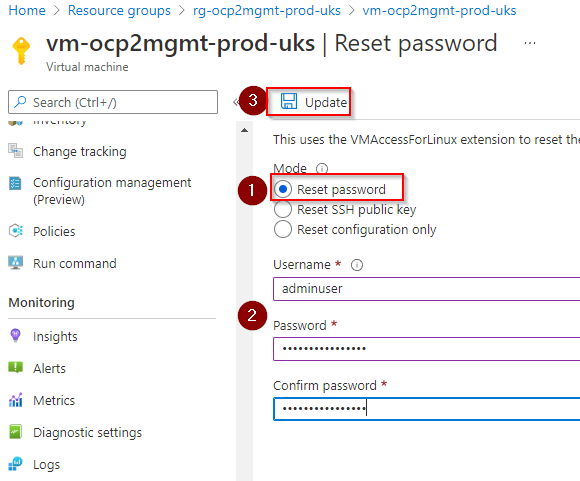 Home > Resource groups > rg-ocp2mgmt-prod-uks > vm-ocp2mgmt-prod-uks
vm-ocp2mgmt-prod-uks | Reset password ...
Virtual machine
Search (Ctrl+/)
«
3
Update
Inventory
Change tracking
Configuration management
(Preview)
Policies
Run command
Monitoring
Insights
Alerts
Metrics
Diagnostic settings
Logs
This uses the VMAccessForLinux extension to reset the
Mode
1
Reset password
Reset SSH public key
Reset configuration only
Username *
adminuser
2
Password *
••••••••••••••••
Confirm password *
••••••••••••••••